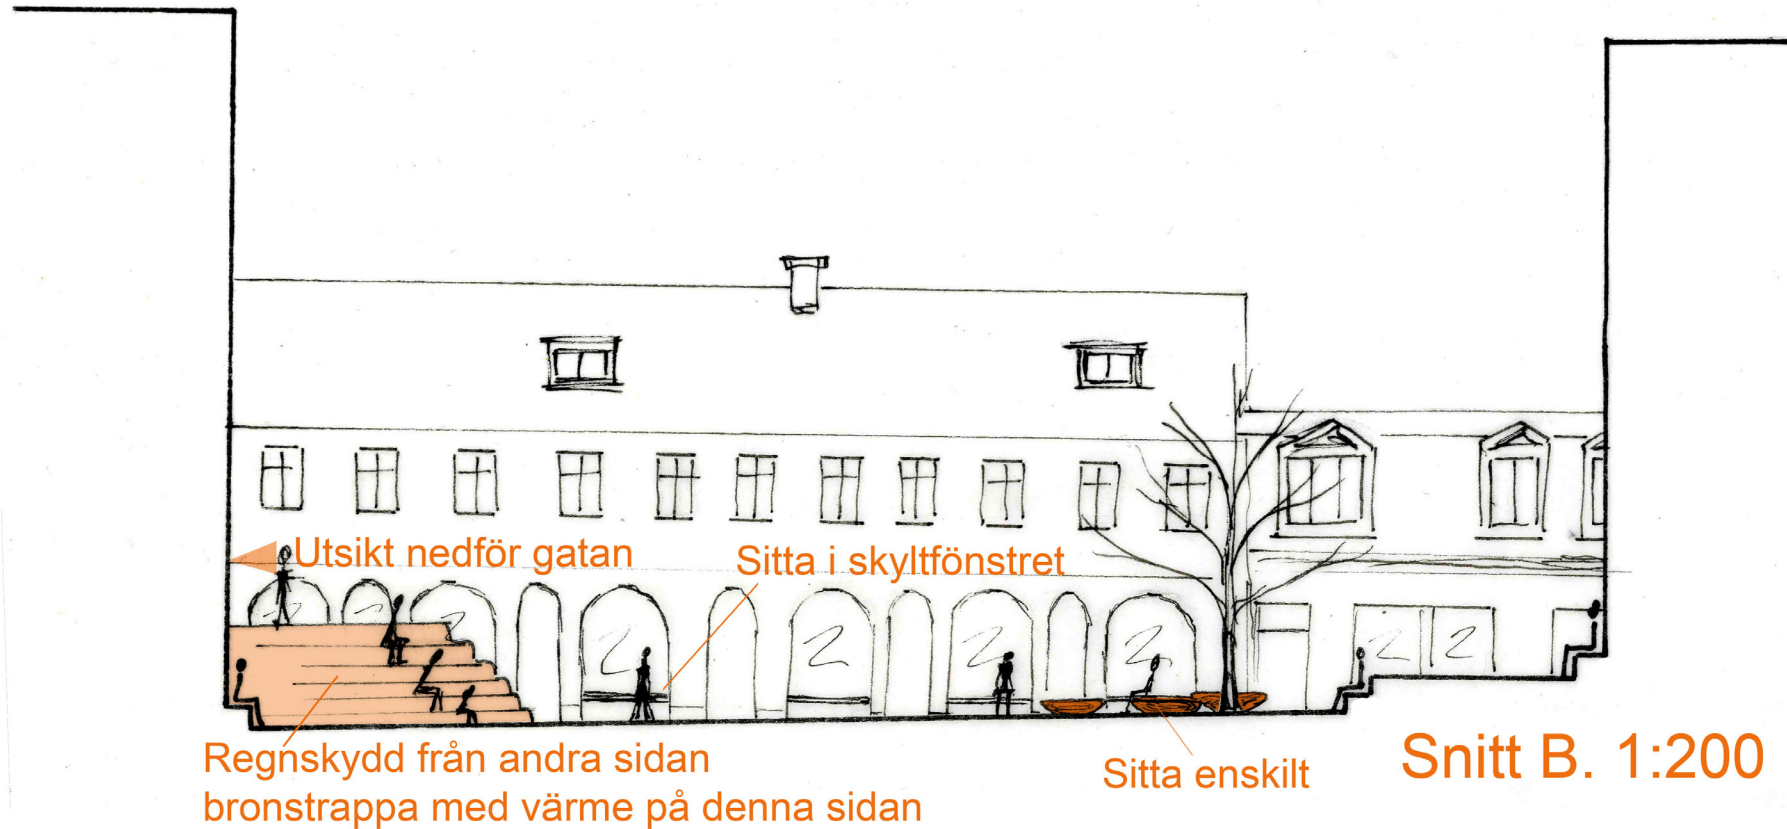 Utsikt nedför gatan
Sitta i skyltfönstret
Regnskydd från andra sidan
bronstrappa med värme på denna sidan
Sitta enskilt
Snitt B. 1:200